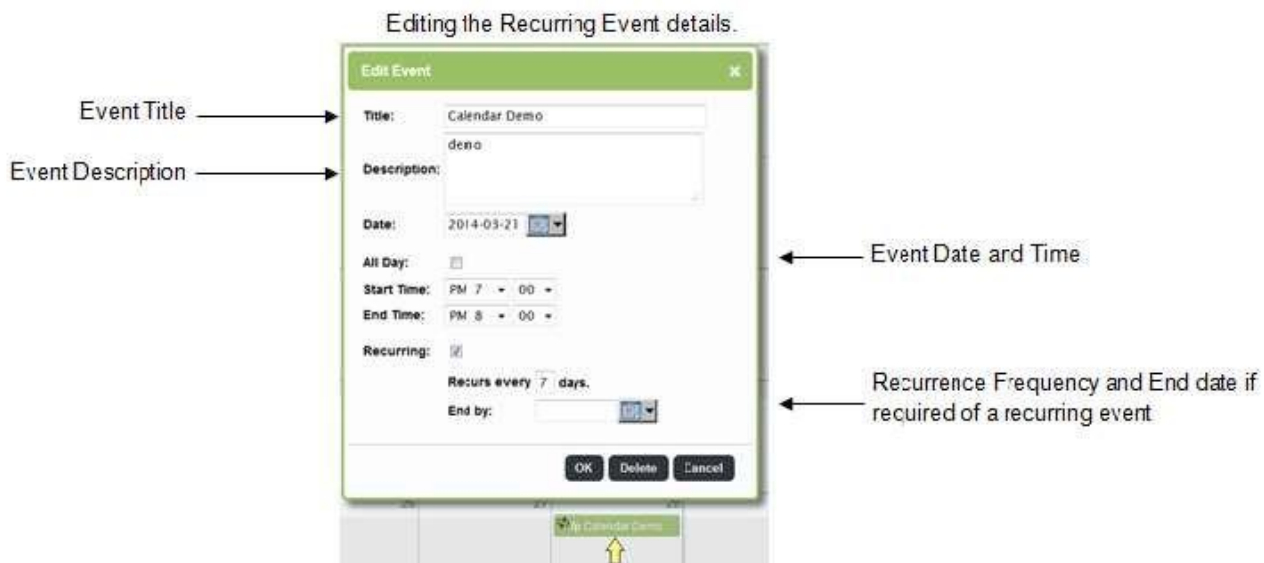 Editing the Recurring Event details.
Edit Event
Event Title
Title:
Calendar Demo
Event Description
Description:
demo
Date:
2014-03-21
All Day:
Event Date and Time
Start Time:
PM 7 00
End Time:
PM 8 00
Recurring:
Recurs every 7 days.
End by:
Recurrence Frequency and End date if
required of a recurring event
OK Delete Cancel
Calendar Demo